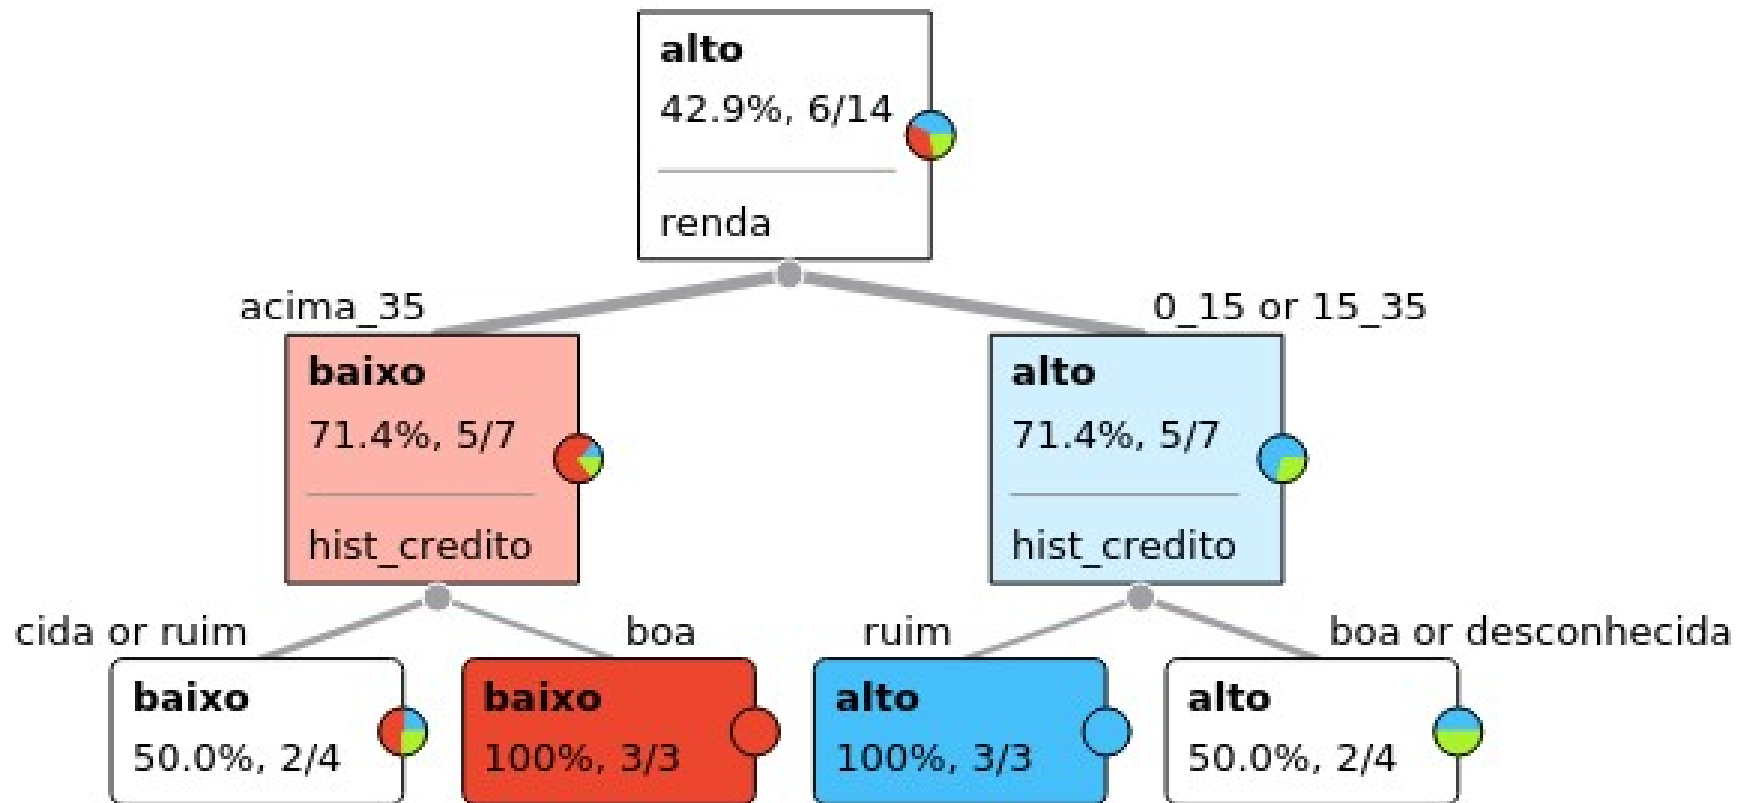 alto
42.9%, 6/14
renda
acima_35
0_15 or 15_35
baixo
71.4%, 5/7
hist_credito
alto
71.4%, 5/7
hist_credito
cida or ruim
boa
ruim
boa or desconhecida
baixo
50.0%, 2/4
baixo
100%, 3/3
alto
100%, 3/3
alto
50.0%, 2/4